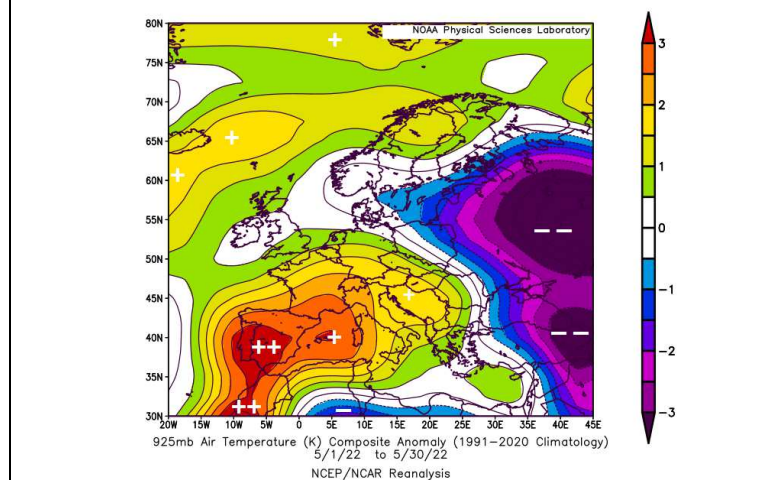 80N
NOAA Physical Sciences Laboratory
75N
70N
65N
60N
55N
50N
45N
40N
35N
30N
20W 15W 10W 5W 0 5E 10E 15E 20E 25E 30E 35E 40E 45E
3
2
1
0
−1
−2
−3
925mb Air Temperature (K) Composite Anomaly (1991−2020 Climatology)
5/1/22 to 5/30/22
NCEP/NCAR Reanalysis
+
+
+
+
++
+
++
−
− −
− −